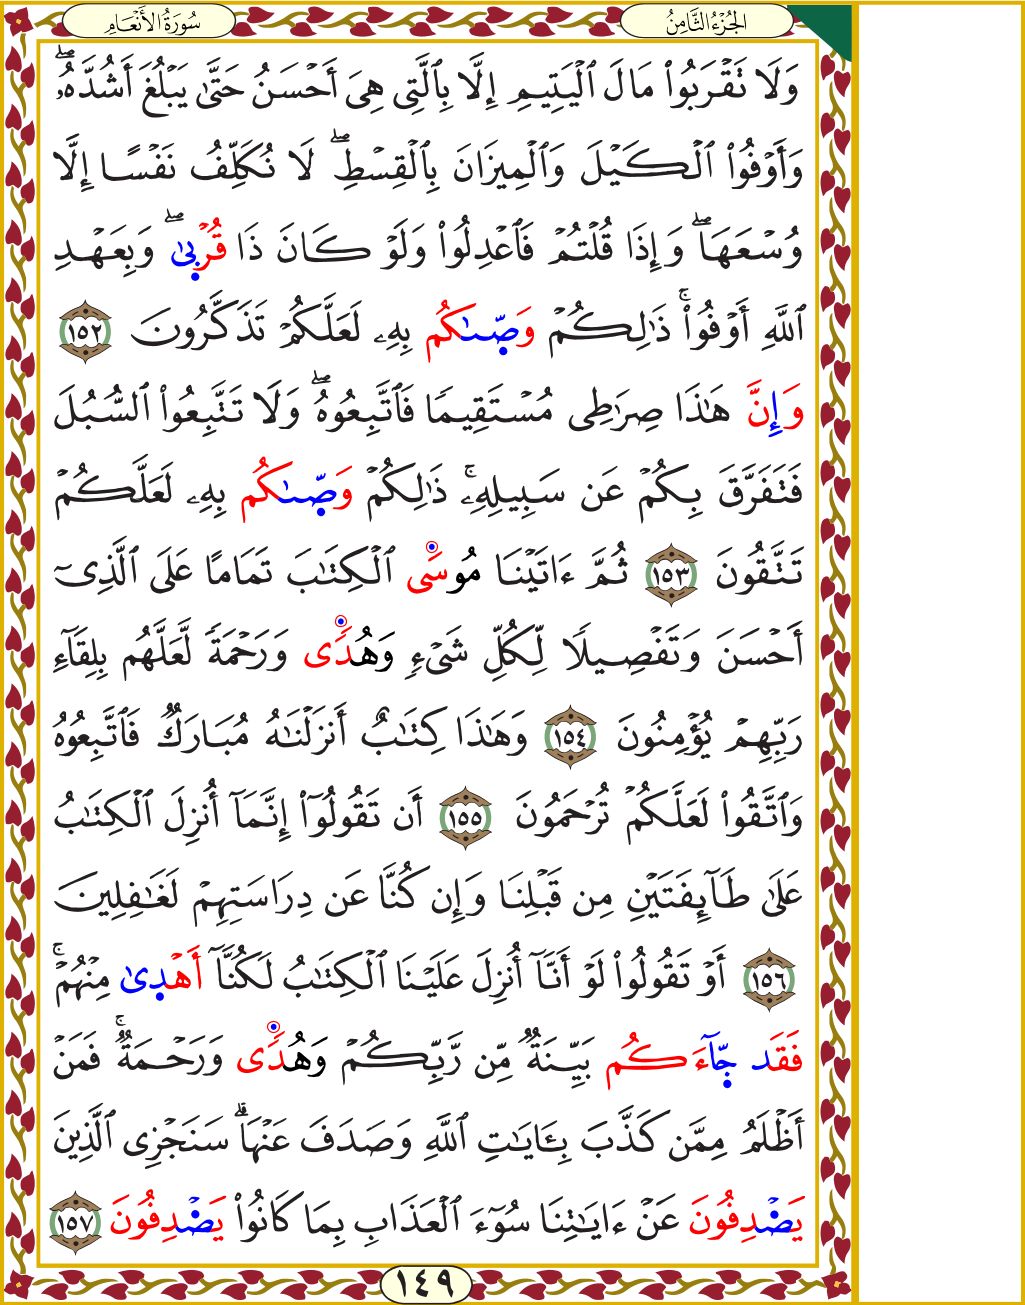 الجُزْءُ الثَّامِنُ
سُورَةُ الأَنْعَامِ
وَلَا تَقْرَبُوا۟ مَالَ ٱلْيَتِيمِ إِلَّا بِٱلَّتِى هِىَ أَحْسَنُ حَتَّىٰ يَبْلُغَ أَشُدَّهُۥۖ
وَأَوْفُوا۟ ٱلْكَيْلَ وَٱلْمِيزَانَ بِٱلْقِسْطِۖ لَا نُكَلِّفُ نَفْسًا إِلَّا
وُسْعَهَاۖ وَإِذَا قُلْتُمْ فَٱعْدِلُوا۟ وَلَوْ كَانَ ذَا قُرْبىٰۖ وَبِعَهْدِ
ٱللَّهِ أَوْفُوا۟ۚ ذَٰلِكُمْ وَصّىٰكُم بِهِۦ لَعَلَّكُمْ تَذَكَّرُونَ ١٥٢
وَإِنَّ هَٰذَا صِرَٰطِى مُسْتَقِيمًا فَٱتَّبِعُوهُۖ وَلَا تَتَّبِعُوا۟ ٱلسُّبُلَ
فَتَفَرَّقَ بِكُمْ عَن سَبِيلِهِۦۚ ذَٰلِكُمْ وَصّىٰكُم بِهِۦ لَعَلَّكُمْ
تَتَّقُونَ ١٥٣ ثُمَّ ءَاتَيْنَا مُوسَى ٱلْكِتَٰبَ تَمَامًا عَلَى ٱلَّذِىٓ
أَحْسَنَ وَتَفْصِيلًا لِّكُلِّ شَىْءٍ وَهُدًى وَرَحْمَةً لَّعَلَّهُم بِلِقَآءِ
رَبِّهِمْ يُؤْمِنُونَ ١٥٤ وَهَٰذَا كِتَٰبٌ أَنزَلْنَٰهُ مُبَارَكٌ فَٱتَّبِعُوهُ
وَٱتَّقُوا۟ لَعَلَّكُمْ تُرْحَمُونَ ١٥٥ أَن تَقُولُوٓا۟ إِنَّمَآ أُنزِلَ ٱلْكِتَٰبُ
عَلَىٰ طَآئِفَتَيْنِ مِن قَبْلِنَا وَإِن كُنَّا عَن دِرَاسَتِهِمْ لَغَٰفِلِينَ
١٥٦ أَوْ تَقُولُوا۟ لَوْ أَنَّآ أُنزِلَ عَلَيْنَا ٱلْكِتَٰبُ لَكُنَّآ أَهْدىٰ مِنْهُمْۚ
فَقَد جّآءَكُم بَيِّنَةٌ مِّن رَّبِّكُمْ وَهُدًى وَرَحْمَةٌۚ فَمَنْ
أَظْلَمُ مِمَّن كَذَّبَ بِـَٔايَٰتِ ٱللَّهِ وَصَدَفَ عَنْهَاۗ سَنَجْزِى ٱلَّذِينَ
يَصْدِفُونَ عَنْ ءَايَٰتِنَا سُوٓءَ ٱلْعَذَابِ بِمَا كَانُوا۟ يَصْدِفُونَ ١٥٧
١٤٩